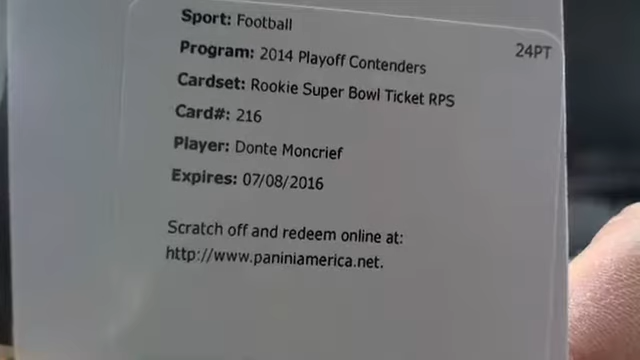 Sport: Football
24PT
Program: 2014 Playoff Contenders
Cardset: Rookie Super Bowl Ticket RPS
Card#: 216
Player: Donte Moncrief
Expires: 07/08/2016
Scratch off and redeem online at:
http://www.paniniamerica.net.